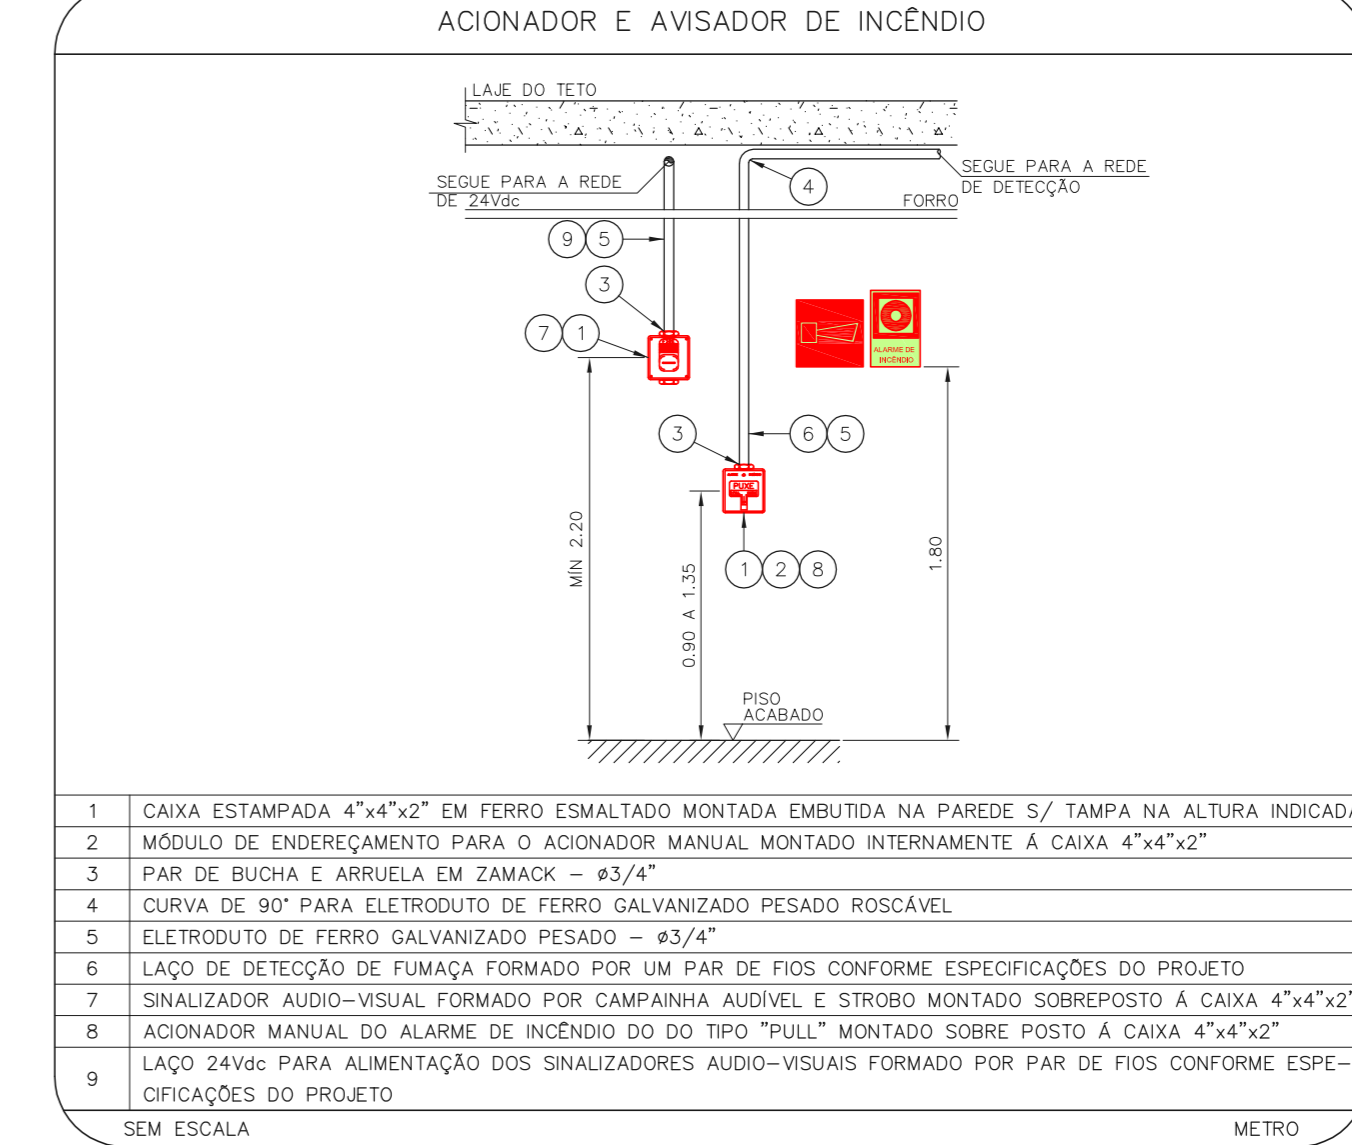 ACIONADOR E AVISADOR DE INCÊNDIO
LAJE DO TETO
SEGUE PARA A REDE
DE 24Vdc
4
SEGUE PARA A REDE
DE DETECÇÃO
FORRO
9 5
3
7 1
ALARME DE
INCÊNDIO
3
6 5
PUXE
1 2 8
MÍN 2.20
0.90 A 1.35
1.80
PISO
ACABADO
1 CAIXA ESTAMPADA 4"x4"x2" EM FERRO ESMALTADO MONTADA EMBUTIDA NA PAREDE S/ TAMPA NA ALTURA INDICADA
2 MÓDULO DE ENDEREÇAMENTO PARA O ACIONADOR MANUAL MONTADO INTERNAMENTE Á CAIXA 4"x4"x2"
3 PAR DE BUCHA E ARRUELA EM ZAMACK – ø3/4"
4 CURVA DE 90° PARA ELETRODUTO DE FERRO GALVANIZADO PESADO ROSCÁVEL
5 ELETRODUTO DE FERRO GALVANIZADO PESADO – ø3/4"
6 LAÇO DE DETECÇÃO DE FUMAÇA FORMADO POR UM PAR DE FIOS CONFORME ESPECIFICAÇÕES DO PROJETO
7 SINALIZADOR AUDIO–VISUAL FORMADO POR CAMPAINHA AUDÍVEL E STROBO MONTADO SOBREPOSTO Á CAIXA 4"x4"x2"
8 ACIONADOR MANUAL DO ALARME DE INCÊNDIO DO DO TIPO "PULL" MONTADO SOBRE POSTO Á CAIXA 4"x4"x2"
9 LAÇO 24Vdc PARA ALIMENTAÇÃO DOS SINALIZADORES AUDIO–VISUAIS FORMADO POR PAR DE FIOS CONFORME ESPE–
CIFICAÇÕES DO PROJETO
SEM ESCALA
METRO